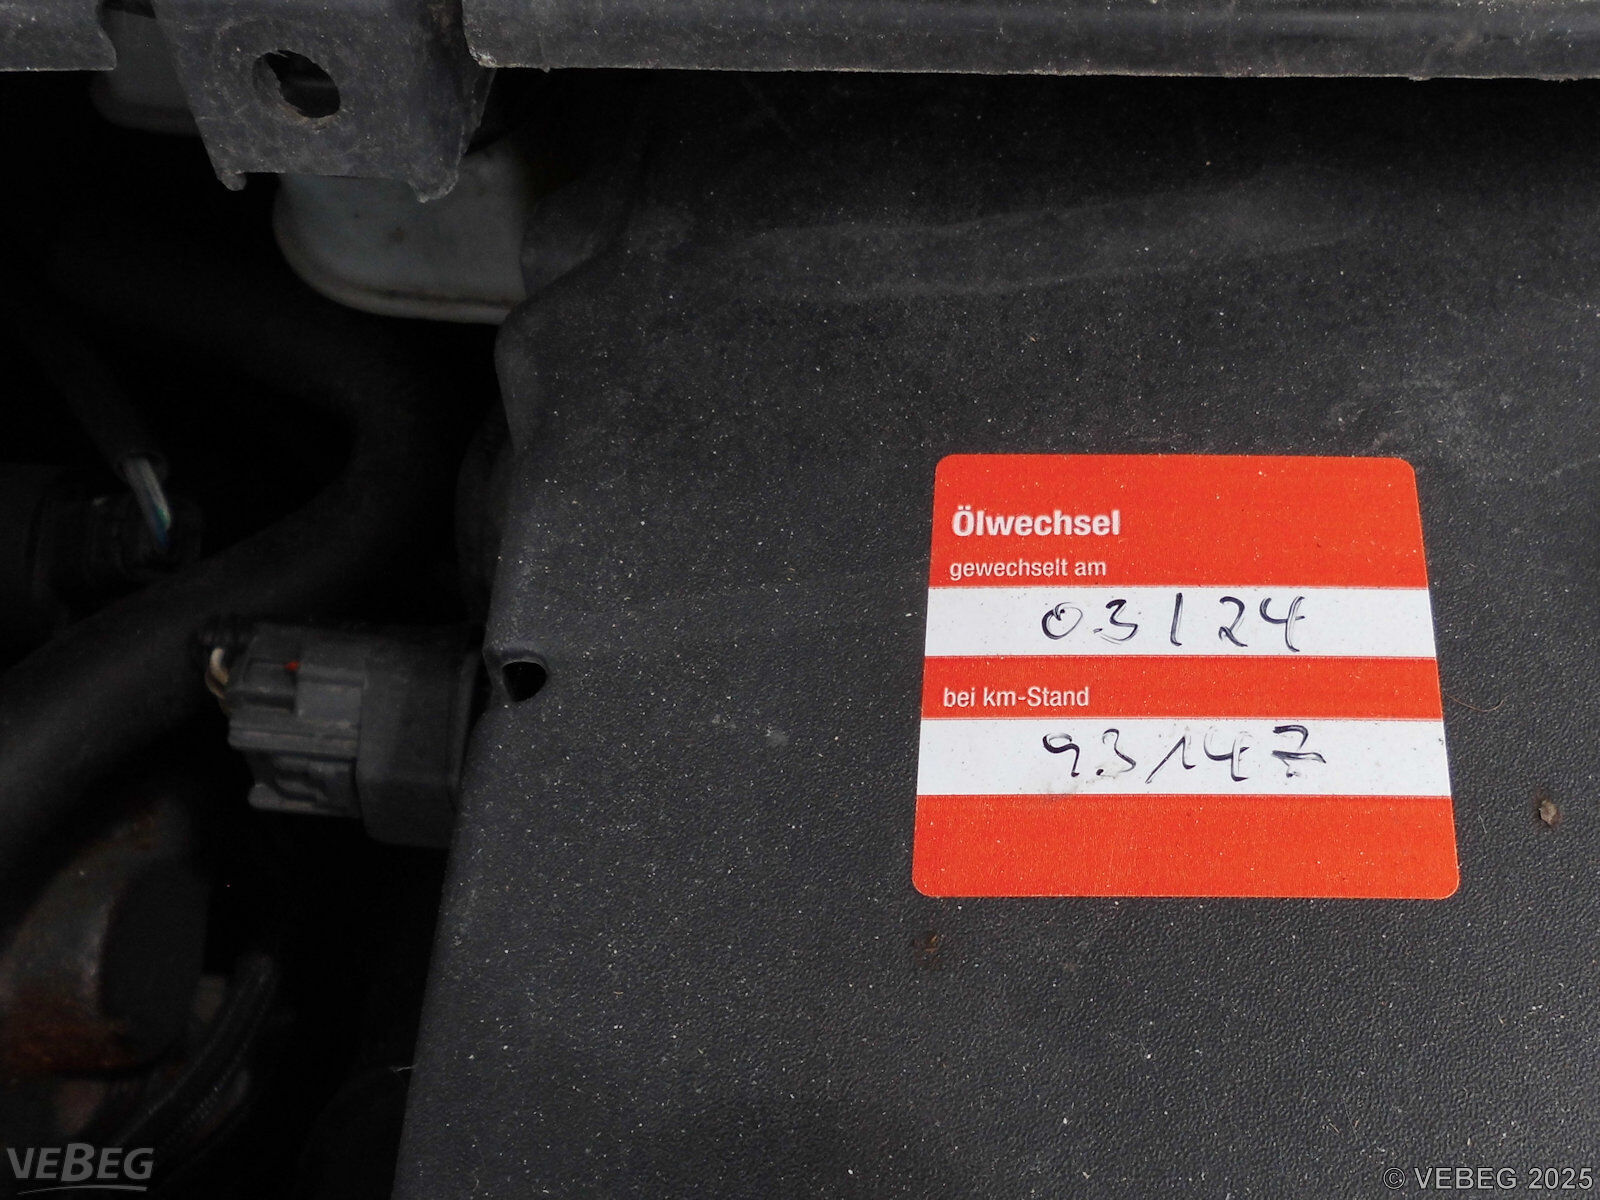 Ölwechsel
gewechselt am
03/24
bei km-Stand
93147
VEBEG
© VEBEG 2025